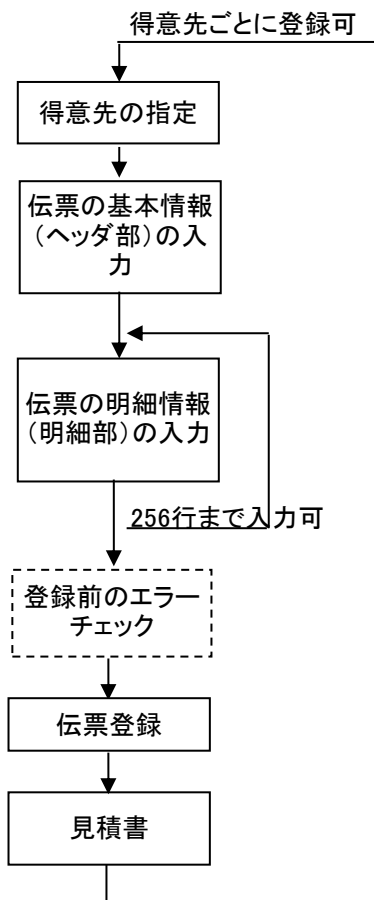 得意先ごとに登録可
得意先の指定
伝票の基本情報
（ヘッダ部）の入
力
伝票の明細情報
（明細部）の入力
256行まで入力可
登録前のエラー
チェック
伝票登録
見積書